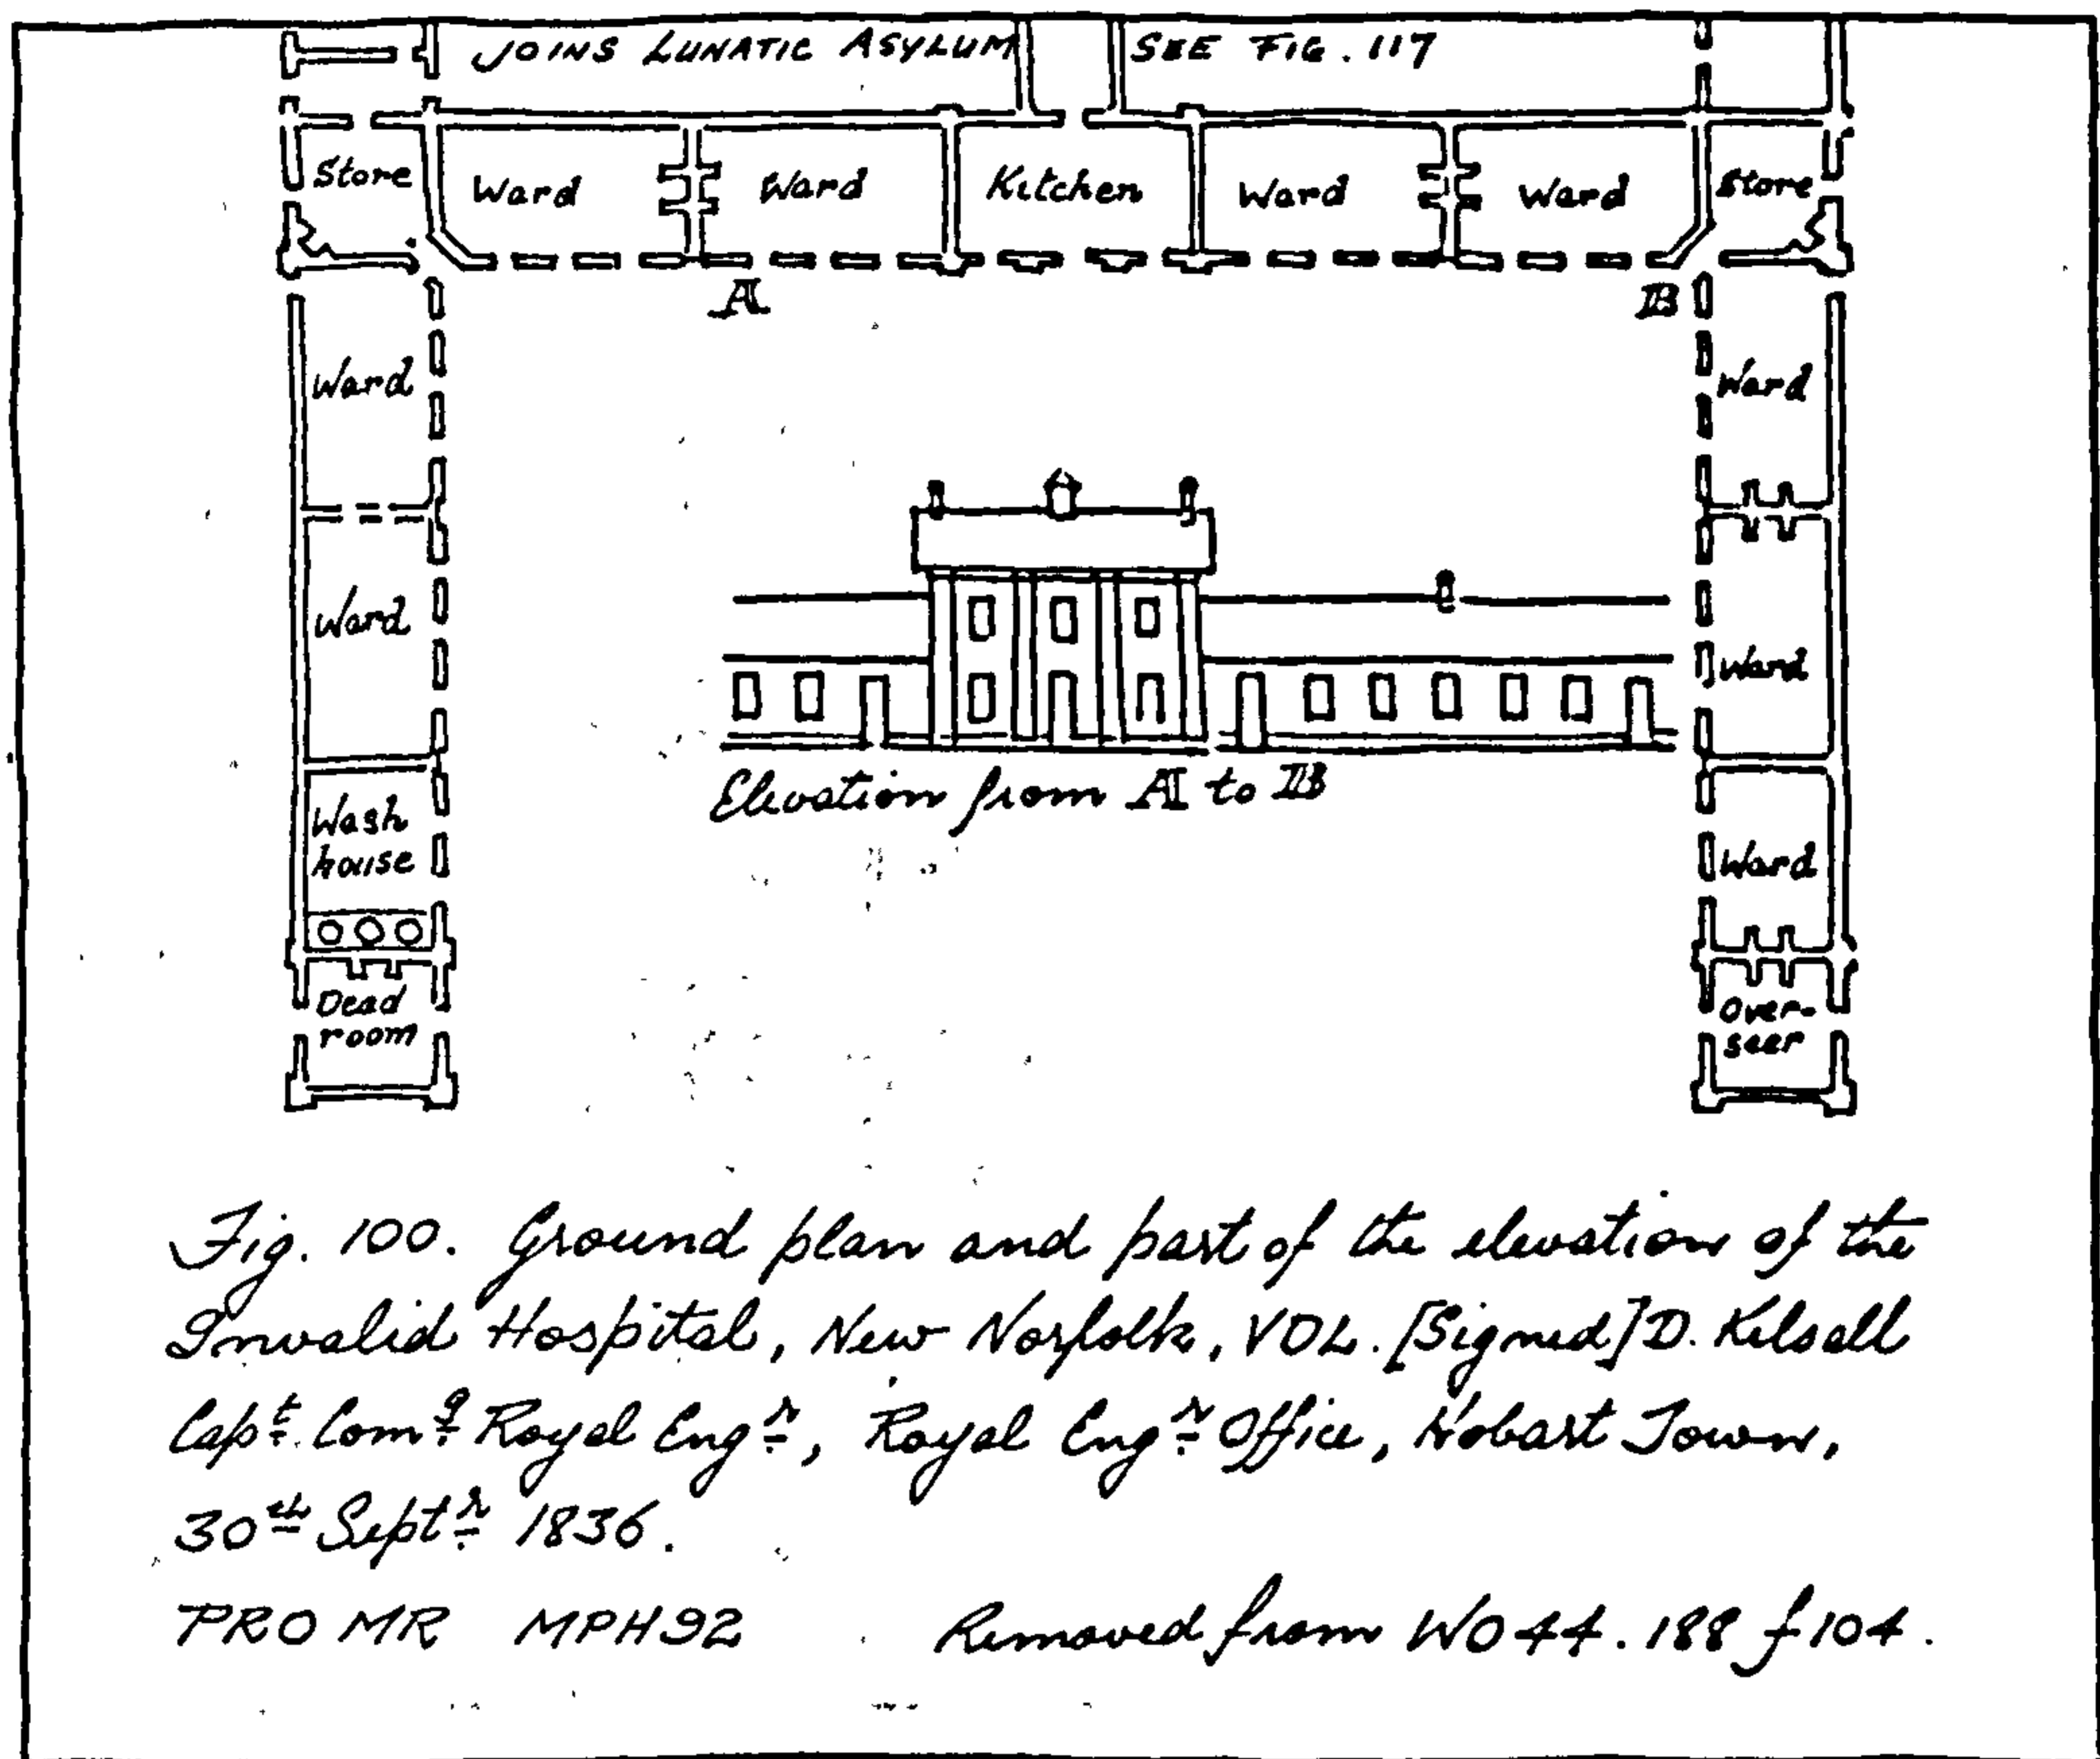 JOINS LUNATIC ASYLUM SEE FIG. 117
Store Ward Ward Kitchen Ward Ward Store
A B
Ward Ward
Ward Ward
Elevation from A to B
Wash
house
Ward
Dead
room
Over-
seer
Fig. 100. Ground plan and part of the elevation of the
Invalid Hospital, New Norfolk, VDL. [Signed] D. Kelsall
Capt. Comg Royal Engr, Royal Engr Office, Hobart Town,
30th Septr 1836.
PRO MR MPH92 Removed from WO44.188 f104.